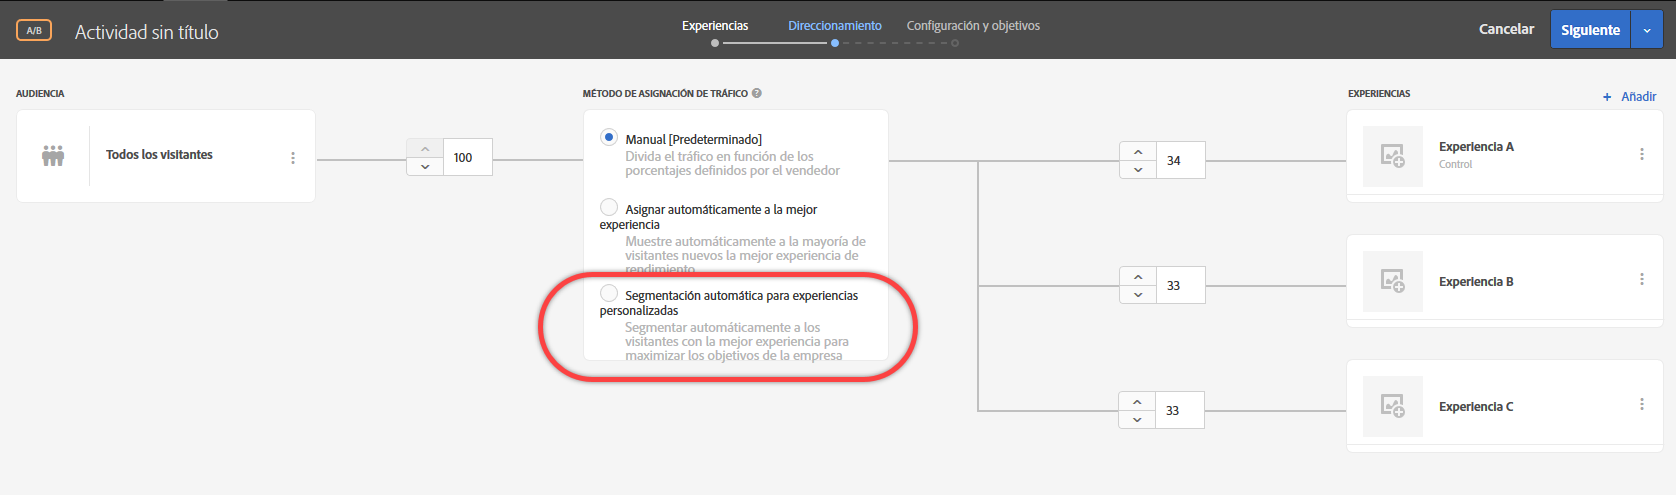 A/B
Actividad sin título
Experiencias
Direccionamiento
Configuración y objetivos
Cancelar
Siguiente
AUDIENCIA
MÉTODO DE ASIGNACIÓN DE TRÁFICO ?
EXPERIENCIAS
+ Añadir
Todos los visitantes
100
Manual [Predeterminado]
Divida el tráfico en función de los
porcentajes definidos por el vendedor
Asignar automáticamente a la mejor
experiencia
Muestre automáticamente a la mayoría de
visitantes nuevos la mejor experiencia de
rendimiento
Segmentación automática para experiencias
personalizadas
Segmentar automáticamente a los
visitantes con la mejor experiencia para
maximizar los objetivos de la empresa
34
Experiencia A
Control
33
Experiencia B
33
Experiencia C